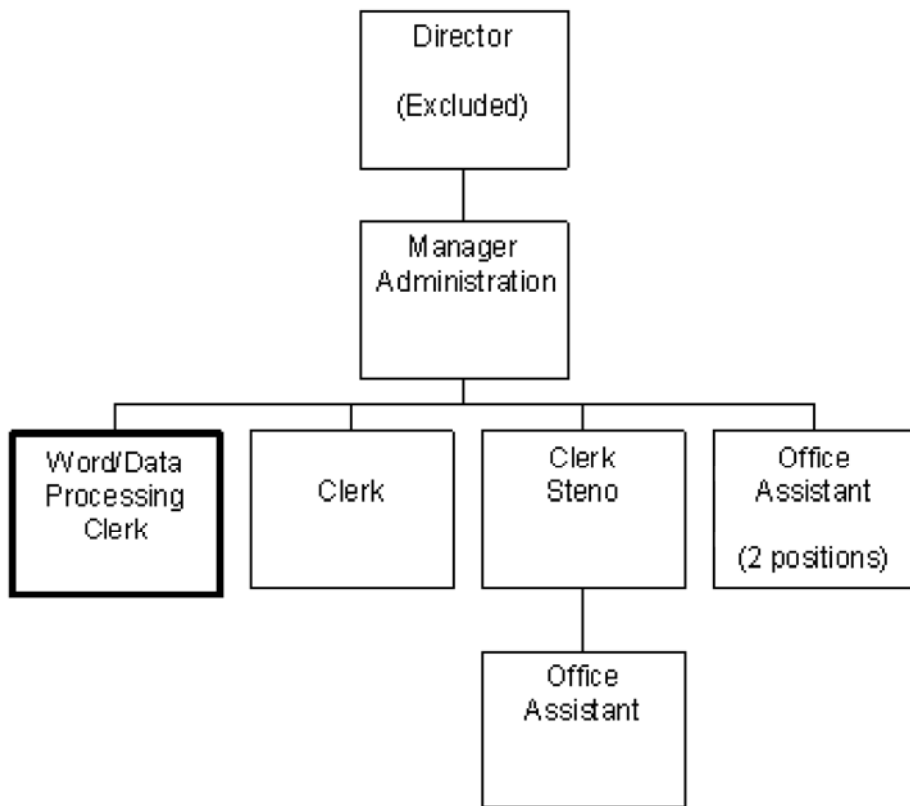 Director
(Excluded)
Manager
Administration
Word/Data
Processing
Clerk
Clerk
Clerk
Steno
Office
Assistant
(2 positions)
Office
Assistant